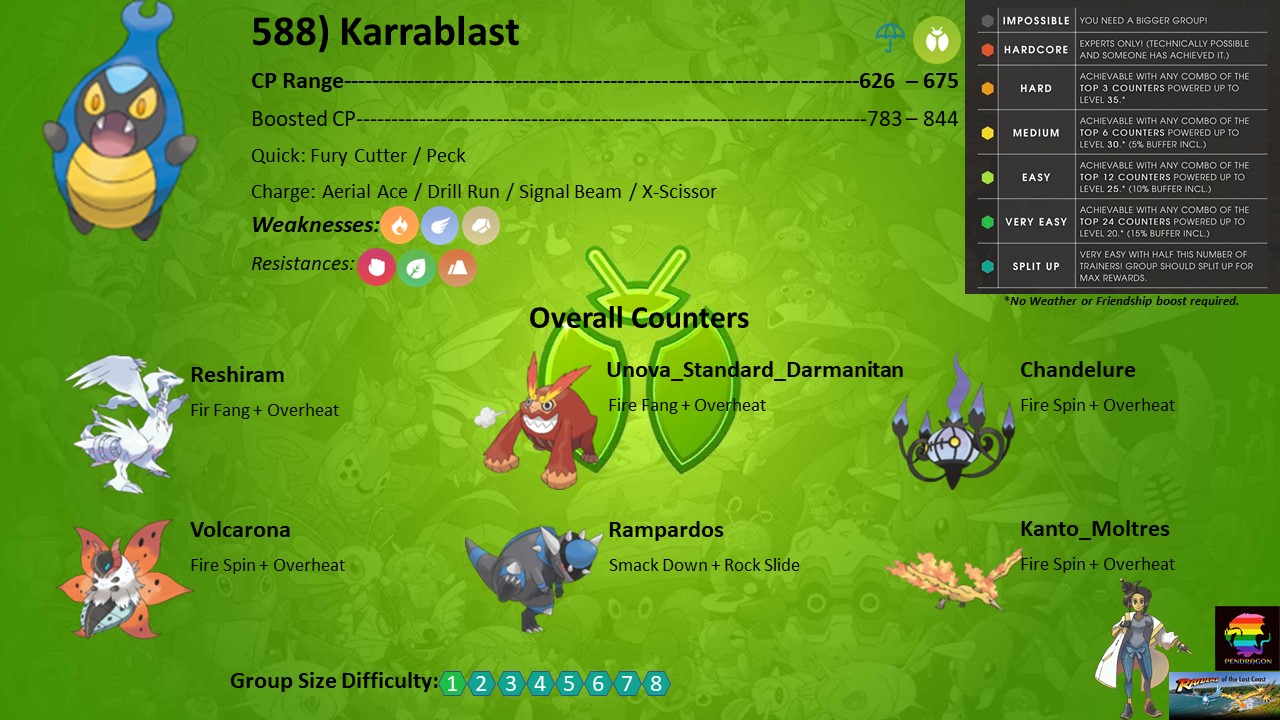 588) Karrablast
CP Range------------------------------------------------------------------------626 – 675
Boosted CP------------------------------------------------------------------------783 – 844
Quick: Fury Cutter / Peck
Charge: Aerial Ace / Drill Run / Signal Beam / X-Scissor
Weaknesses:
Resistances:
IMPOSSIBLE YOU NEED A BIGGER GROUP!
HARDCORE EXPERTS ONLY! (TECHNICALLY POSSIBLE
AND SOMEONE HAS ACHIEVED IT.)
HARD ACHIEVABLE WITH ANY COMBO OF THE
TOP 3 COUNTERS POWERED UP TO
LEVEL 35.*
MEDIUM ACHIEVABLE WITH ANY COMBO OF THE
TOP 6 COUNTERS POWERED UP TO
LEVEL 30.* (5% BUFFER INCL.)
EASY ACHIEVABLE WITH ANY COMBO OF THE
TOP 12 COUNTERS POWERED UP TO
LEVEL 25.* (10% BUFFER INCL.)
VERY EASY ACHIEVABLE WITH ANY COMBO OF THE
TOP 24 COUNTERS POWERED UP TO
LEVEL 20.* (15% BUFFER INCL.)
SPLIT UP VERY EASY WITH HALF THIS NUMBER OF
TRAINERS! GROUP SHOULD SPLIT UP FOR
MAX REWARDS.
*No Weather or Friendship boost required.
Overall Counters
Reshiram
Fir Fang + Overheat
Unova_Standard_Darmanitan
Fire Fang + Overheat
Chandelure
Fire Spin + Overheat
Volcarona
Fire Spin + Overheat
Rampardos
Smack Down + Rock Slide
Kanto_Moltres
Fire Spin + Overheat
Group Size Difficulty: 1 2 3 4 5 6 7 8
PENDROGON
RAIDERS of the Lost Coast